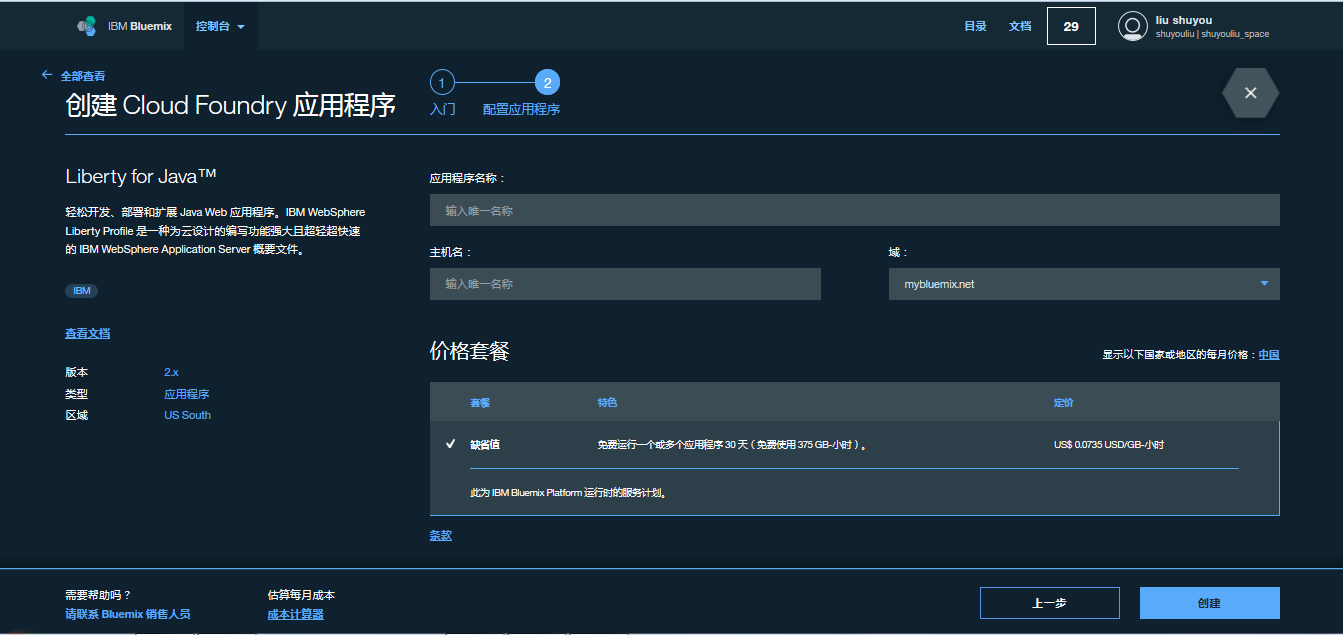 IBM Bluemix 控制台 目录 文档 29 liu shuyou
shuyouliu | shuyouliu_space
全部查看
创建 Cloud Foundry 应用程序
1 2
入门 配置应用程序
Liberty for Java™
轻松开发、部署和扩展 Java Web 应用程序。IBM WebSphere
Liberty Profile 是一种为云设计的编写功能强大且超轻超快速
的 IBM WebSphere Application Server 概要文件。
IBM
查看文档
版本 2.x
类型 应用程序
区域 US South
应用程序名称：
输入唯一名称
主机名： 域：
输入唯一名称 mybluemix.net
价格套餐 显示以下国家或地区的每月价格：中国
套餐 特色 定价
缺省值 免费运行一个或多个应用程序 30 天（免费使用 375 GB-小时）。 US$ 0.0735 USD/GB-小时
此为 IBM Bluemix Platform 运行时的服务计划。
条款
需要帮助吗？ 估算每月成本
请联系 Bluemix 销售人员 成本计算器
上一步 创建